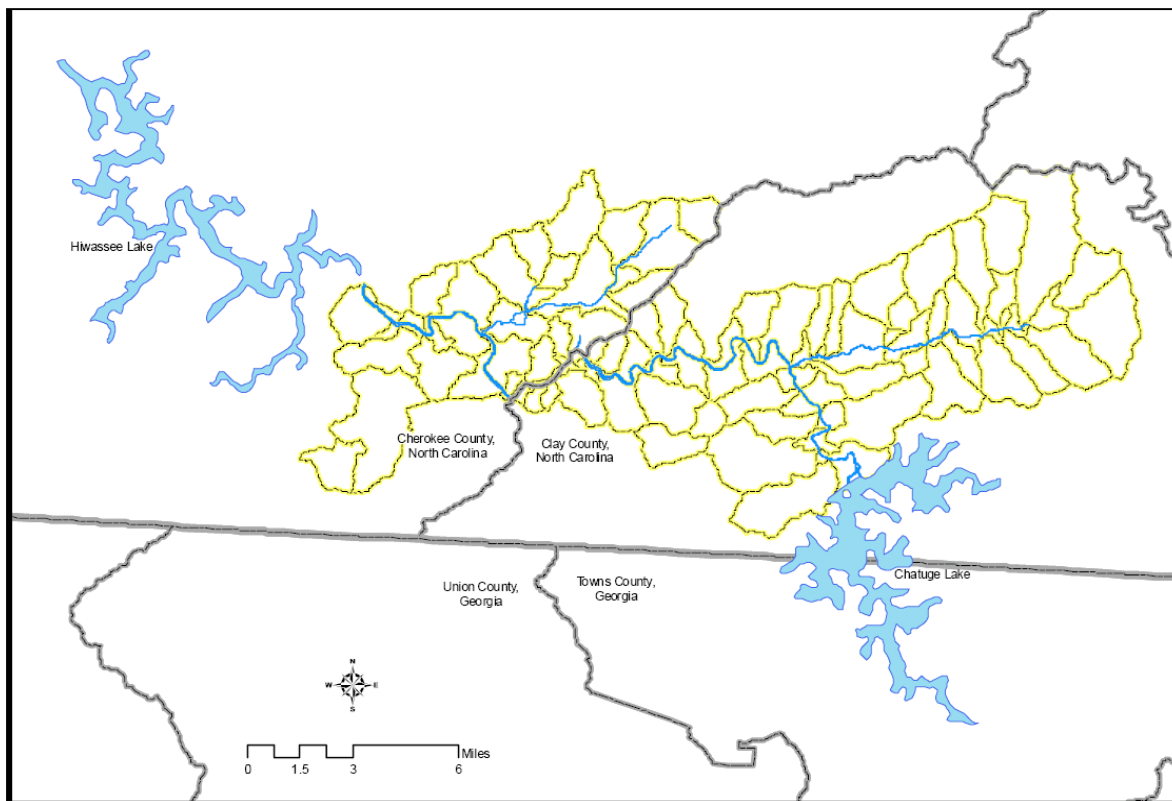 Hiwassee Lake
Cherokee County,
North Carolina
Clay County,
North Carolina
Chatuge Lake
Union County,
Georgia
Towns County,
Georgia
N
W E
S
Miles
0 1.5 3 6